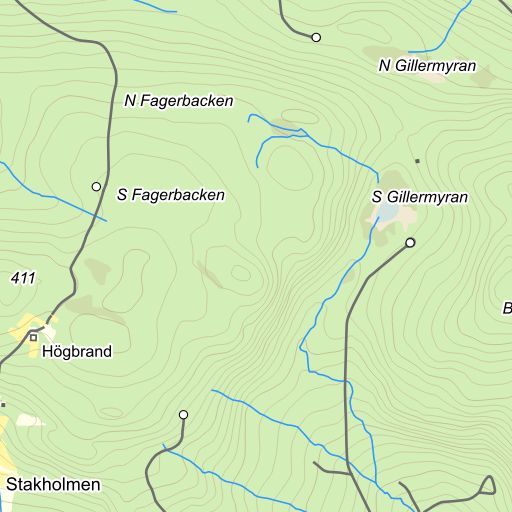 N Gillermyran
N Fagerbacken
S Fagerbacken
S Gillermyran
411
B
Högbrand
Stakholmen